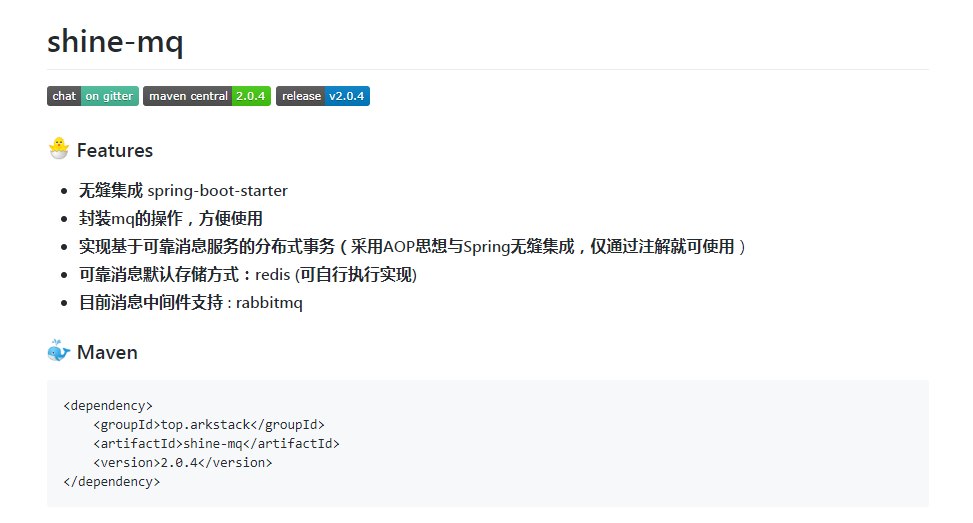 shine-mq
chat on gitter maven central 2.0.4 release v2.0.4
Features
无缝集成 spring-boot-starter
封装mq的操作，方便使用
实现基于可靠消息服务的分布式事务（采用AOP思想与Spring无缝集成，仅通过注解就可使用）
可靠消息默认存储方式：redis (可自行执行实现)
目前消息中间件支持 : rabbitmq
Maven
<dependency>
    <groupId>top.arkstack</groupId>
    <artifactId>shine-mq</artifactId>
    <version>2.0.4</version>
</dependency>